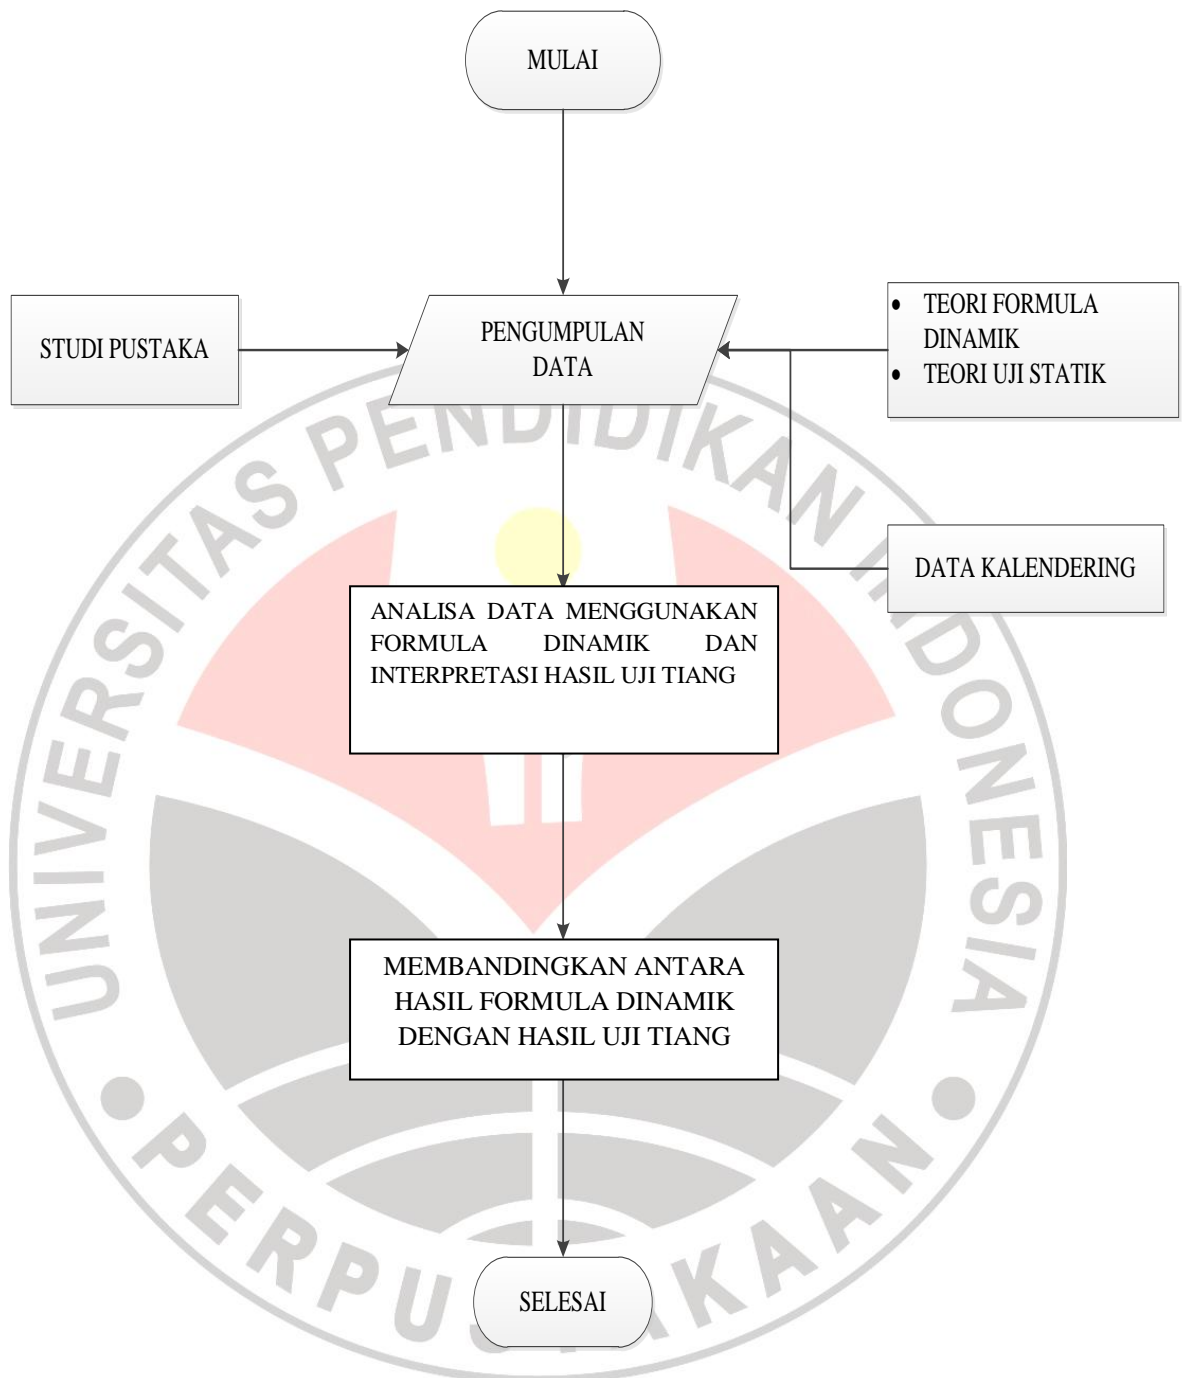 MULAI
STUDI PUSTAKA
PENGUMPULAN
DATA
• TEORI FORMULA
DINAMIK
• TEORI UJI STATIK
DATA KALENDERING
ANALISA DATA MENGGUNAKAN
FORMULA DINAMIK DAN
INTERPRETASI HASIL UJI TIANG
MEMBANDINGKAN ANTARA
HASIL FORMULA DINAMIK
DENGAN HASIL UJI TIANG
SELESAI
UNIVERSITAS PENDIDIKAN INDONESIA
PERPUSTAKAAN